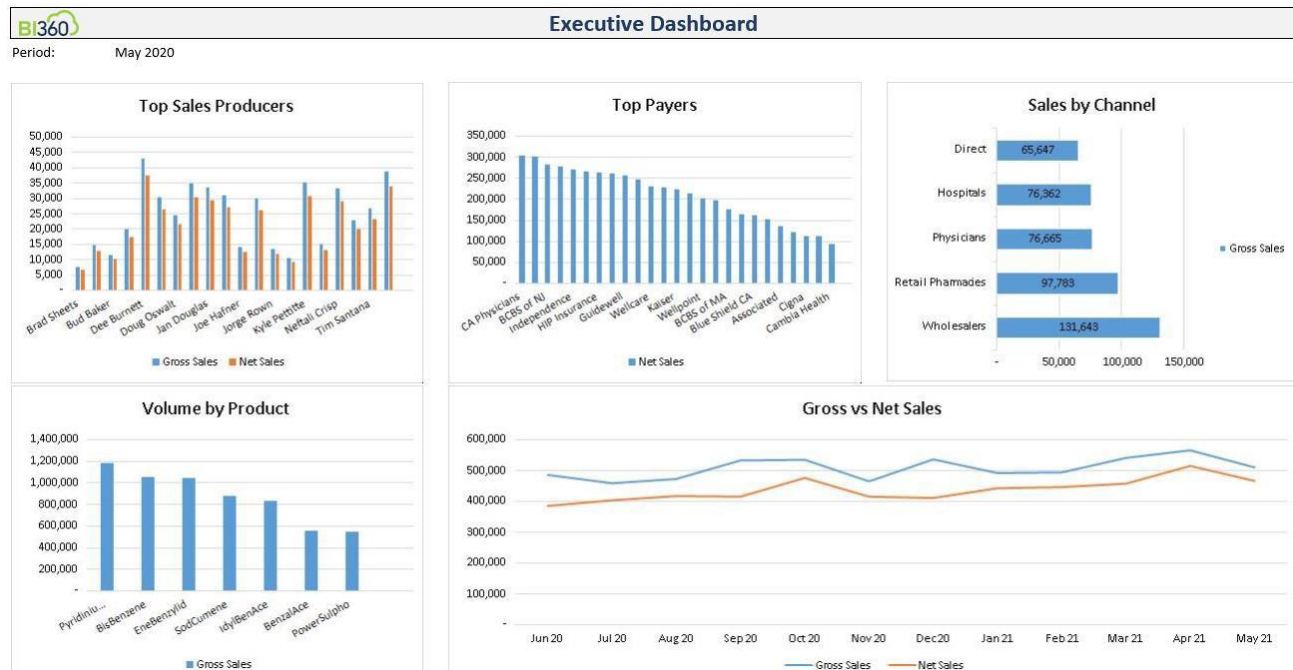 BI360
Executive Dashboard
Period: May 2020
Top Sales Producers
50,000
45,000
40,000
35,000
30,000
25,000
20,000
15,000
10,000
5,000
-
Brad Sheets
Bud Baker
Dee Burnett
Doug Oswalt
Jan Douglas
Joe Hafner
Jorge Rown
Kyle Pettitte
Neftali Crisp
Tim Santana
Gross Sales Net Sales
Top Payers
350,000
300,000
250,000
200,000
150,000
100,000
50,000
-
CA Physicians
BCBS of NJ
Independence
HIP Insurance
Guidewell
Wellcare
Kaiser
Wellpoint
BCBS of MA
Blue Shield CA
Associated
Cigna
Cambia Health
Net Sales
Sales by Channel
Direct 65,647
Hospitals 76,362
Physicians 76,665
Retail Pharmacies 97,783
Wholesalers 131,643
- 50,000 100,000 150,000
Gross Sales
Volume by Product
1,400,000
1,200,000
1,000,000
800,000
600,000
400,000
200,000
-
Pyridiniu...
BisBenzene
EneBenzylid
SodCumene
IdylBenAce
BenzalAce
PowerSulpho
Gross Sales
Gross vs Net Sales
600,000
500,000
400,000
300,000
200,000
100,000
-
Jun 20 Jul 20 Aug 20 Sep 20 Oct 20 Nov 20 Dec 20 Jan 21 Feb 21 Mar 21 Apr 21 May 21
Gross Sales Net Sales